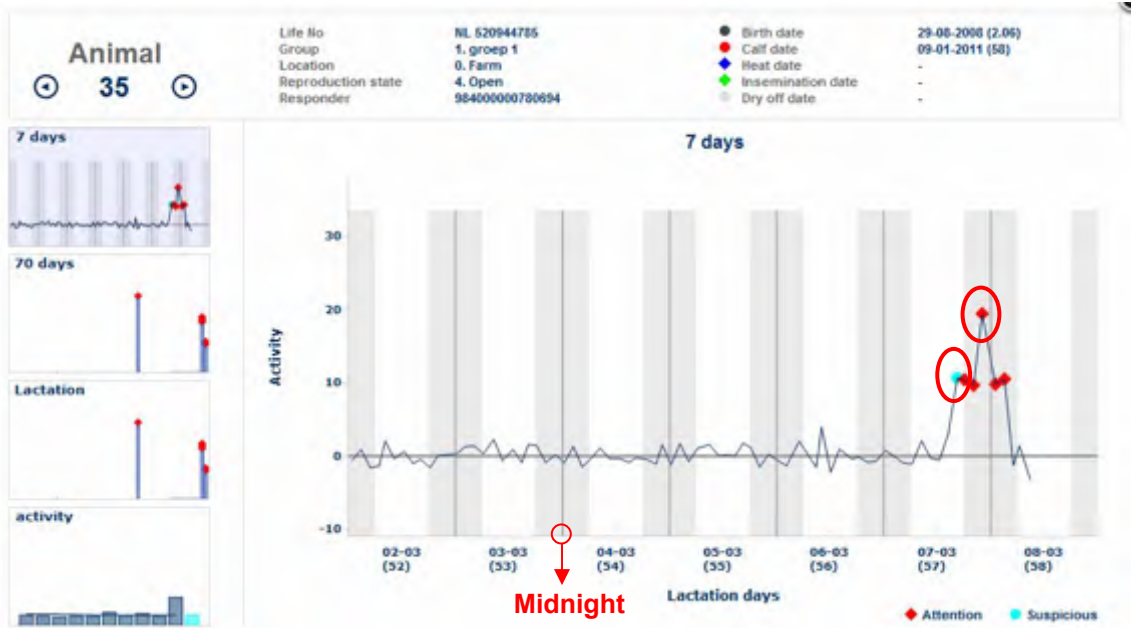 Animal
35
Life No NL 520944785
Group 1. groep 1
Location 0. Farm
Reproduction state 4. Open
Responder 984000000780694
Birth date 29-08-2008 (2.06)
Calf date 09-01-2011 (58)
Heat date -
Insemination date -
Dry off date -
7 days
70 days
Lactation
activity
7 days
Activity
30
20
10
0
-10
02-03 03-03 04-03 05-03 06-03 07-03 08-03
(52) (53) (54) (55) (56) (57) (58)
Midnight
Lactation days
Attention Suspicious